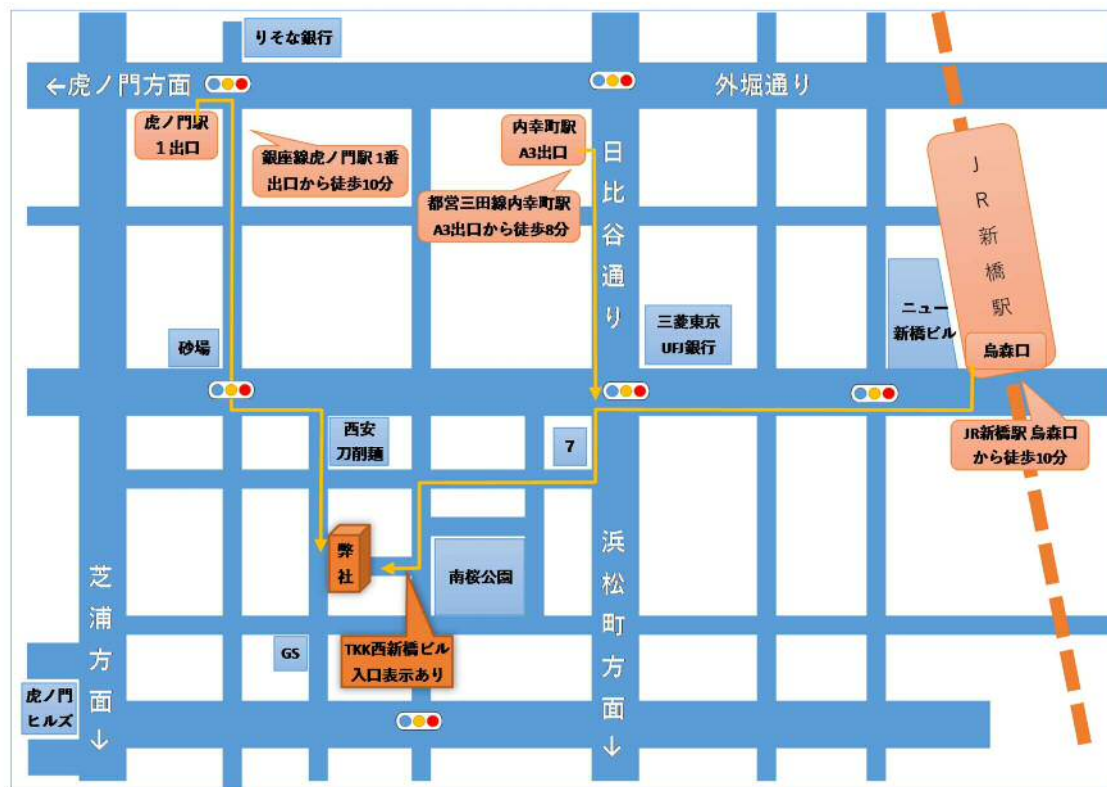 りそな銀行
←虎ノ門方面
外堀通り
虎ノ門駅
１出口
銀座線虎ノ門駅 1番
出口から徒歩10分
内幸町駅
A3出口
都営三田線内幸町駅
A3出口から徒歩8分
日比谷通り
JR新橋駅
烏森口
ニュー
新橋ビル
三菱東京
UFJ銀行
砂場
西安
刀削麺
7
JR新橋駅 烏森口
から徒歩10分
弊社
南桜公園
芝浦方面↓
浜松町方面↓
TKK西新橋ビル
入口表示あり
GS
虎ノ門
ヒルズ